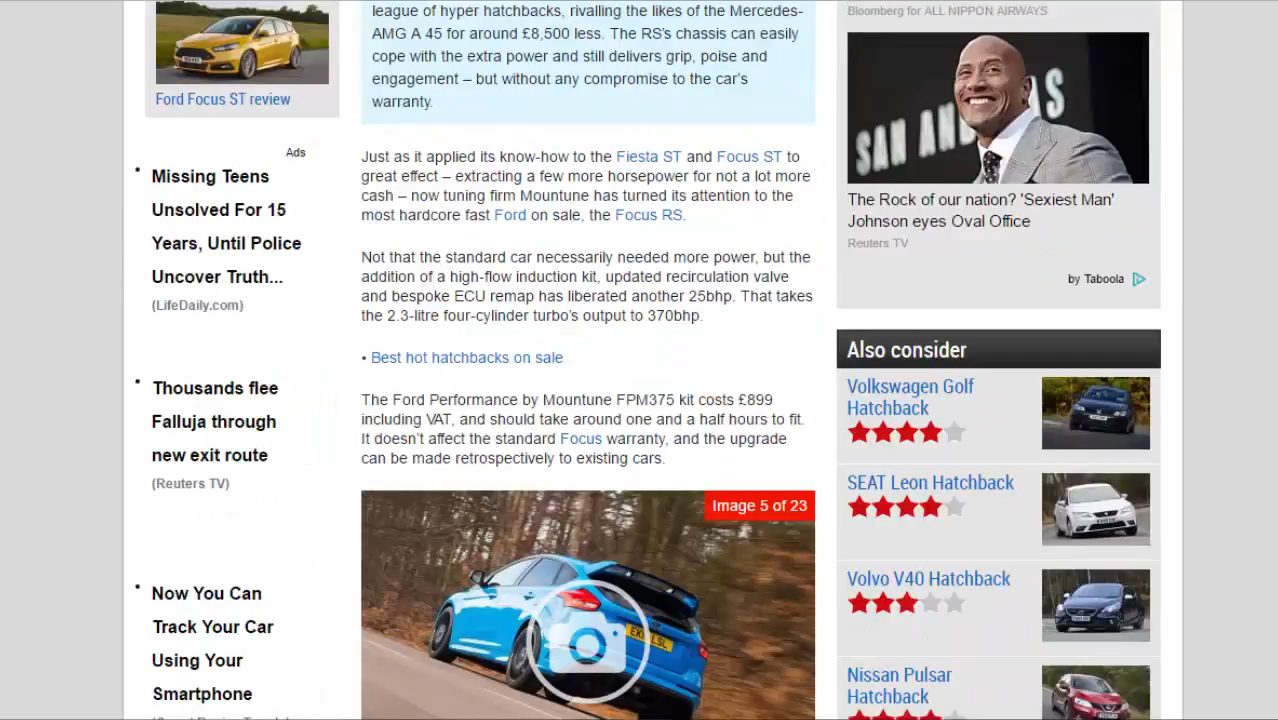 Ford Focus ST review
Ads
Missing Teens
Unsolved For 15
Years, Until Police
Uncover Truth...
(LifeDaily.com)
Thousands flee
Falluja through
new exit route
(Reuters TV)
Now You Can
Track Your Car
Using Your
Smartphone
league of hyper hatchbacks, rivalling the likes of the Mercedes-
AMG A 45 for around £8,500 less. The RS's chassis can easily
cope with the extra power and still delivers grip, poise and
engagement – but without any compromise to the car's
warranty.
Just as it applied its know-how to the Fiesta ST and Focus ST to
great effect – extracting a few more horsepower for not a lot more
cash – now tuning firm Mountune has turned its attention to the
most hardcore fast Ford on sale, the Focus RS.
Not that the standard car necessarily needed more power, but the
addition of a high-flow induction kit, updated recirculation valve
and bespoke ECU remap has liberated another 25bhp. That takes
the 2.3-litre four-cylinder turbo's output to 370bhp.
• Best hot hatchbacks on sale
The Ford Performance by Mountune FPM375 kit costs £899
including VAT, and should take around one and a half hours to fit.
It doesn't affect the standard Focus warranty, and the upgrade
can be made retrospectively to existing cars.
Image 5 of 23
Bloomberg for ALL NIPPON AIRWAYS
SAN AN
AS
The Rock of our nation? 'Sexiest Man'
Johnson eyes Oval Office
Reuters TV
by Taboola
Also consider
Volkswagen Golf
Hatchback
SEAT Leon Hatchback
Volvo V40 Hatchback
Nissan Pulsar
Hatchback